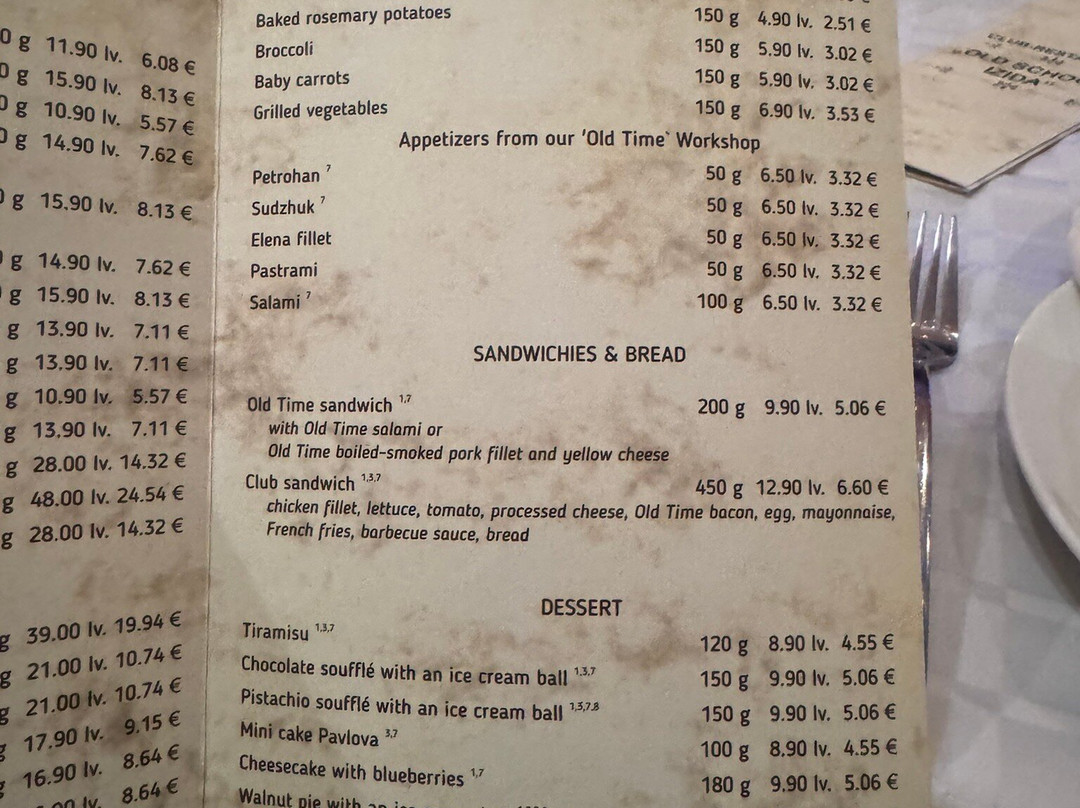 g 11.90 lv. 6.08 €
g 15.90 lv. 8.13 €
g 10.90 lv. 5.57 €
g 14.90 lv. 7.62 €
g 15.90 lv. 8.13 €
g 14.90 lv. 7.62 €
g 15.90 lv. 8.13 €
g 13.90 lv. 7.11 €
g 13.90 lv. 7.11 €
g 10.90 lv. 5.57 €
g 13.90 lv. 7.11 €
g 28.00 lv. 14.32 €
g 48.00 lv. 24.54 €
g 28.00 lv. 14.32 €
g 39.00 lv. 19.94 €
g 21.00 lv. 10.74 €
g 21.00 lv. 10.74 €
17.90 lv. 9.15 €
16.90 lv. 8.64 €
lv. 8.64 €
Baked rosemary potatoes 150 g 4.90 lv. 2.51 €
Broccoli 150 g 5.90 lv. 3.02 €
Baby carrots 150 g 5.90 lv. 3.02 €
Grilled vegetables 150 g 6.90 lv. 3.53 €
Appetizers from our 'Old Time` Workshop
Petrohan 7 50 g 6.50 lv. 3.32 €
Sudzhuk 7 50 g 6.50 lv. 3.32 €
Elena fillet 50 g 6.50 lv. 3.32 €
Pastrami 50 g 6.50 lv. 3.32 €
Salami 7 100 g 6.50 lv. 3.32 €
SANDWICHIES & BREAD
Old Time sandwich 1,7 200 g 9.90 lv. 5.06 €
with Old Time salami or
Old Time boiled-smoked pork fillet and yellow cheese
Club sandwich 1,3,7 450 g 12.90 lv. 6.60 €
chicken fillet, lettuce, tomato, processed cheese, Old Time bacon, egg, mayonnaise,
French fries, barbecue sauce, bread
DESSERT
Tiramisu 1,3,7 120 g 8.90 lv. 4.55 €
Chocolate soufflé with an ice cream ball 1,3,7 150 g 9.90 lv. 5.06 €
Pistachio soufflé with an ice cream ball 1,3,7,8 150 g 9.90 lv. 5.06 €
Mini cake Pavlova 3,7 100 g 8.90 lv. 4.55 €
Cheesecake with blueberries 1,7 180 g 9.90 lv. 5.06 €
Walnut pie with an
"OLD
IZIDA"